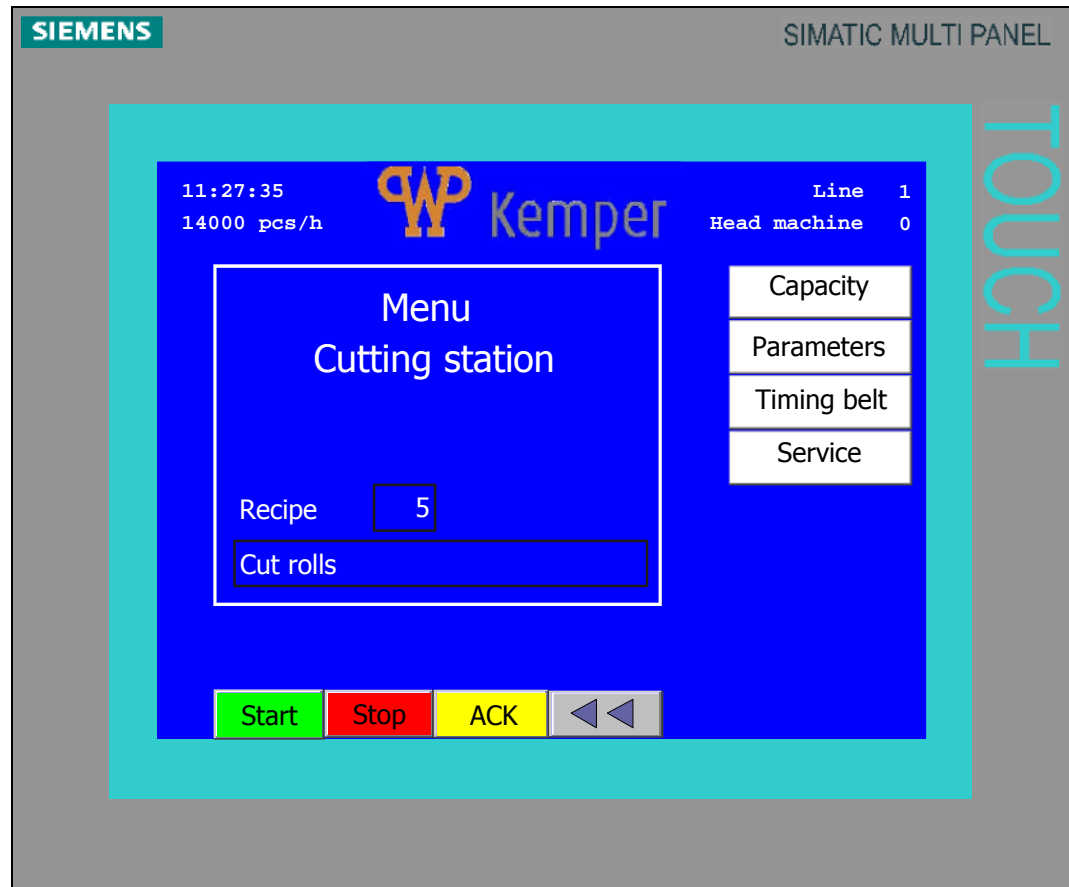 SIEMENS
SIMATIC MULTI PANEL
TOUCH
11:27:35
14000 pcs/h
WP Kemper
Line 1
Head machine 0
Menu
Cutting station
Recipe 5
Cut rolls
Capacity
Parameters
Timing belt
Service
Start Stop ACK